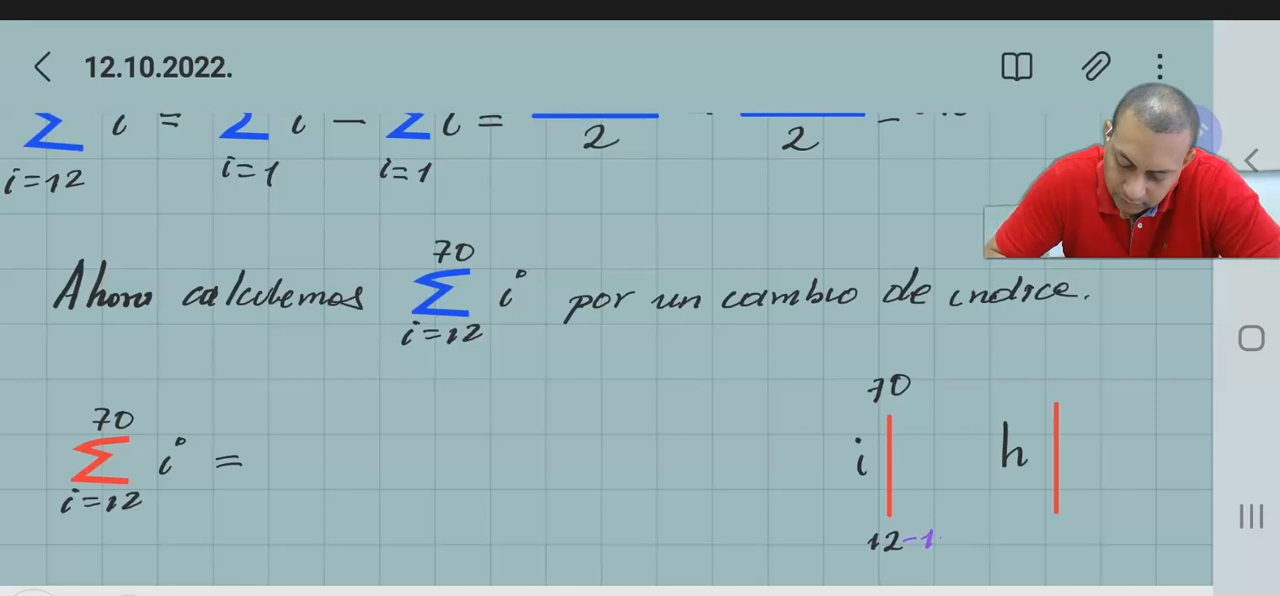 12.10.2022.
∑ i = ∑ i − ∑ i =
i=12 i=1 i=1 2 2
70
Ahora calculemos ∑ i por un cambio de indice.
i=12
70 70
∑ i = i h
i=12 12-1